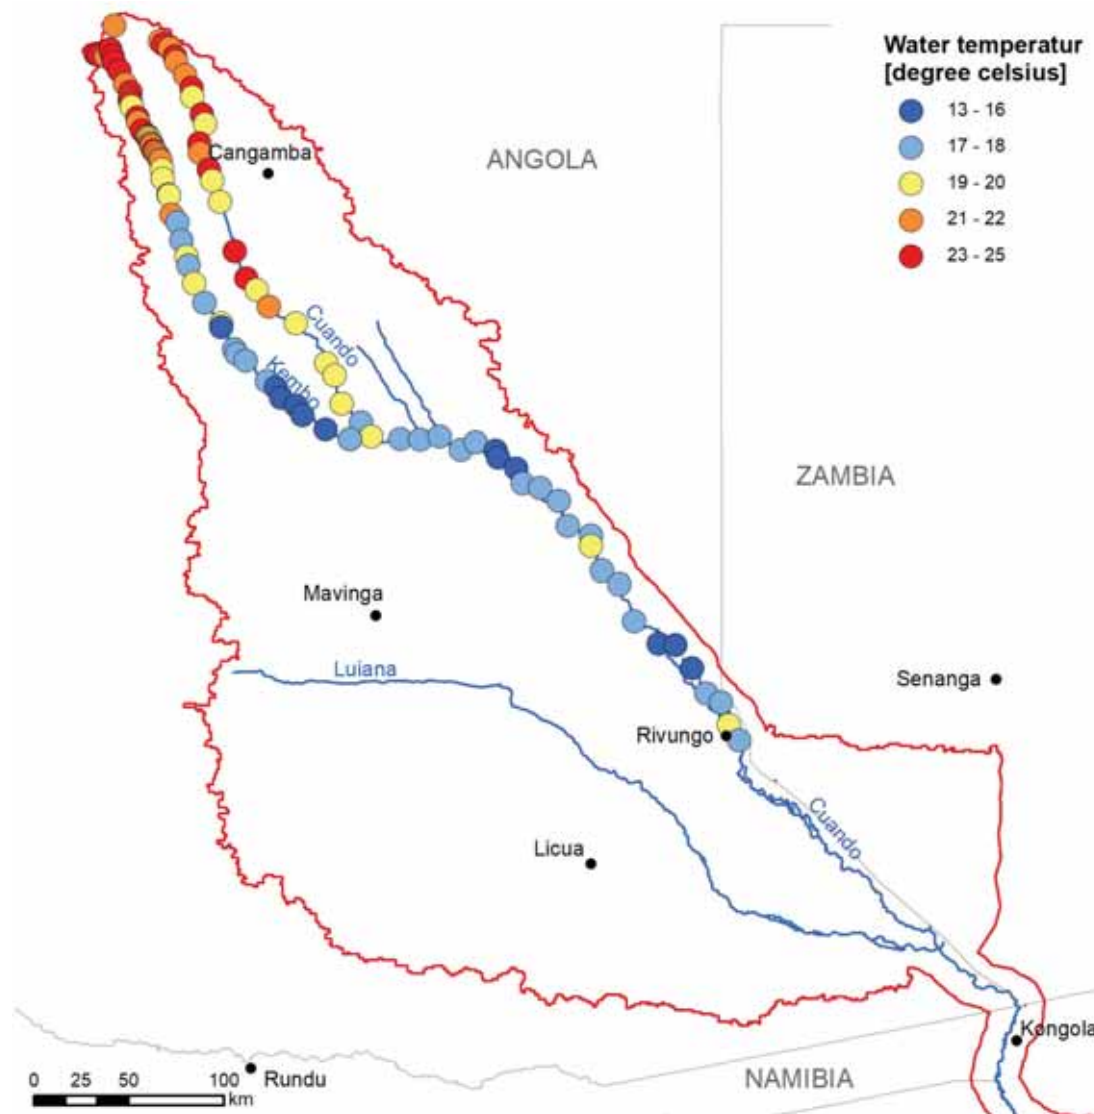 Water temperatur
[degree celsius]
13 - 16
17 - 18
19 - 20
21 - 22
23 - 25
Cangamba
ANGOLA
Cuando
Kembo
ZAMBIA
Mavinga
Luiana
Senanga
Rivungo
Cuando
Licua
Kongola
Rundu
NAMIBIA
0 25 50 100
km